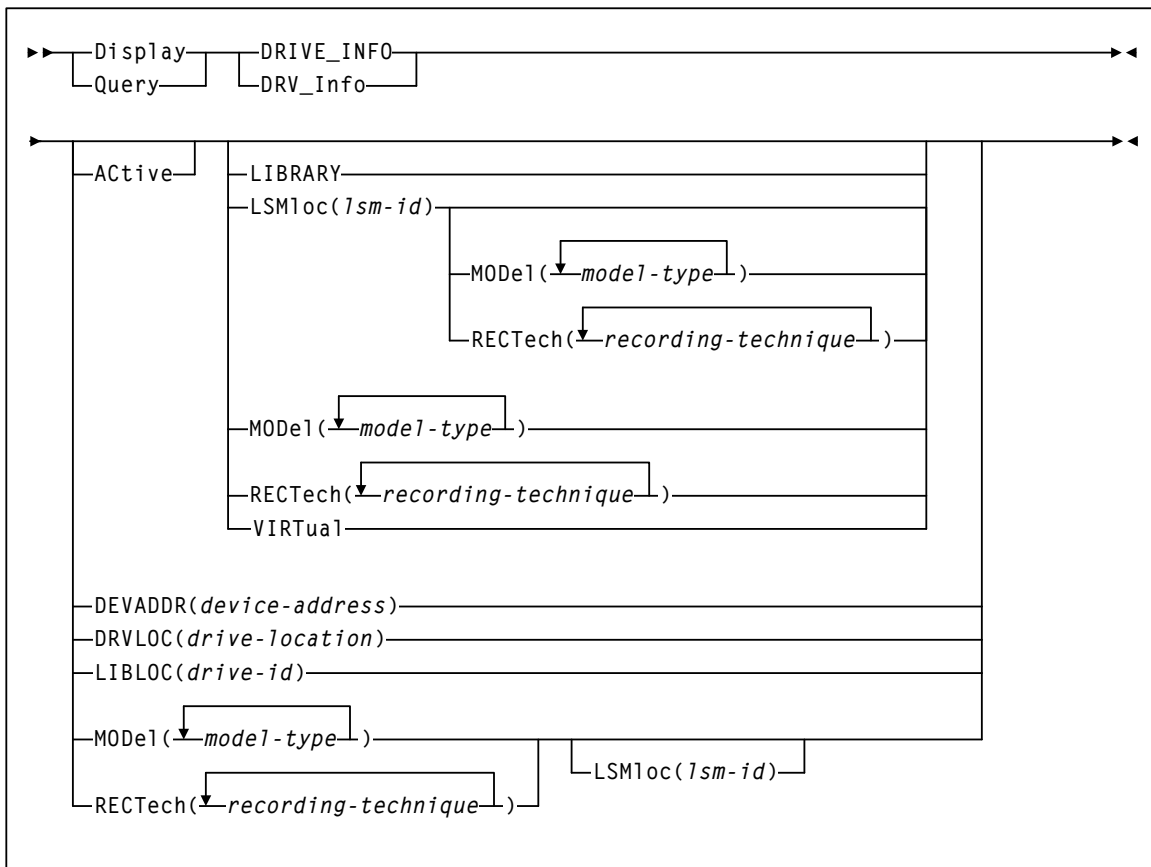 Display DRIVE_INFO
Query DRV_Info
ACtive LIBRARY
LSMloc(lsm-id)
MODel( model-type )
RECTech( recording-technique )
MODel( model-type )
RECTech( recording-technique )
VIRTual
DEVADDR(device-address)
DRVLOC(drive-location)
LIBLOC(drive-id)
MODel( model-type )
LSMloc(lsm-id)
RECTech( recording-technique )